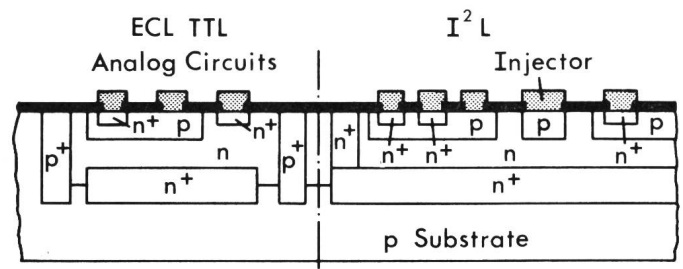 ECL TTL
Analog Circuits
I²L
Injector
n+ p n+ n+ n+ n+ p p n+ p
p+ n p+ n
n+ n+
p Substrate